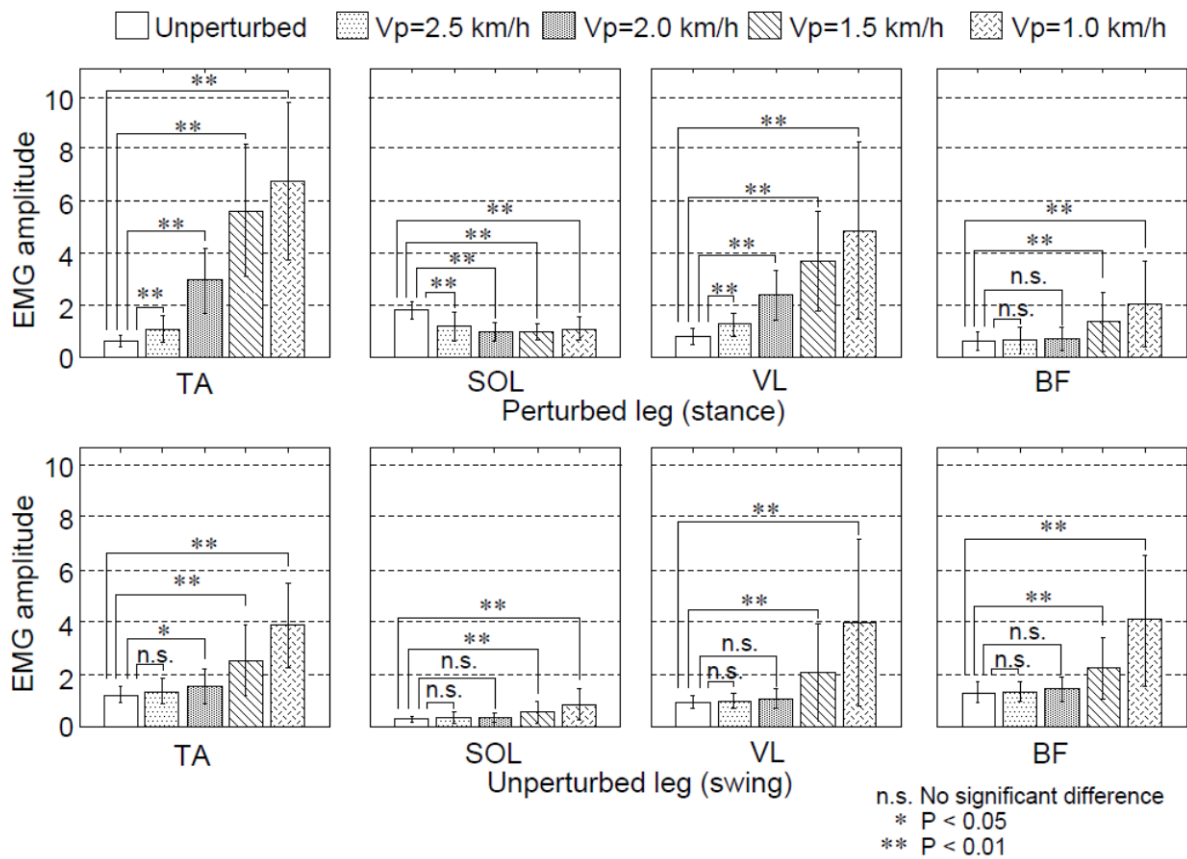 Unperturbed Vp=2.5 km/h Vp=2.0 km/h Vp=1.5 km/h Vp=1.0 km/h
EMG amplitude
10
8
6
4
2
0
** ** ** **
** ** ** **
** ** ** **
n.s. n.s. ** **
TA SOL VL BF
Perturbed leg (stance)
EMG amplitude
10
8
6
4
2
0
n.s. * ** **
n.s. n.s. ** **
n.s. n.s. ** **
n.s. n.s. ** **
TA SOL VL BF
Unperturbed leg (swing)
n.s. No significant difference
* P < 0.05
** P < 0.01